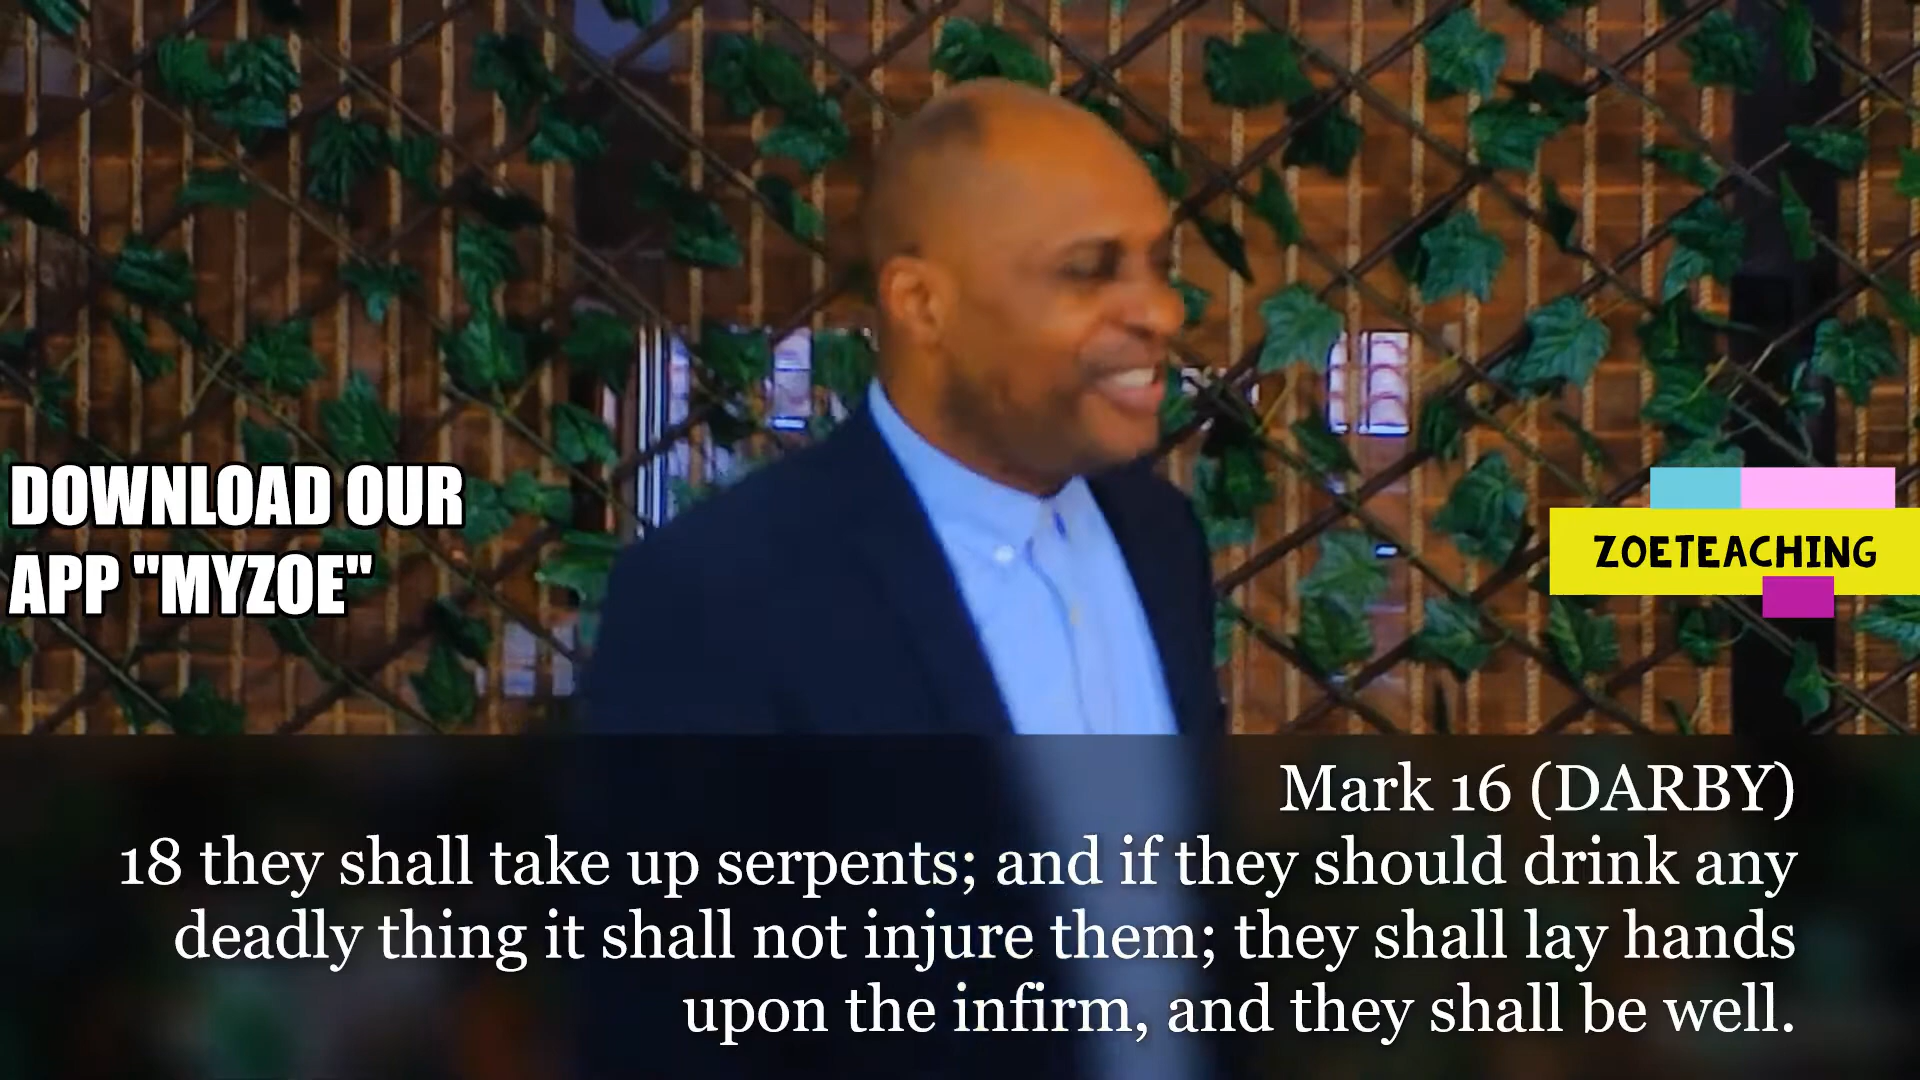 DOWNLOAD OUR
APP "MYZOE"
ZOETEACHING
Mark 16 (DARBY)
18 they shall take up serpents; and if they should drink any
deadly thing it shall not injure them; they shall lay hands
upon the infirm, and they shall be well.